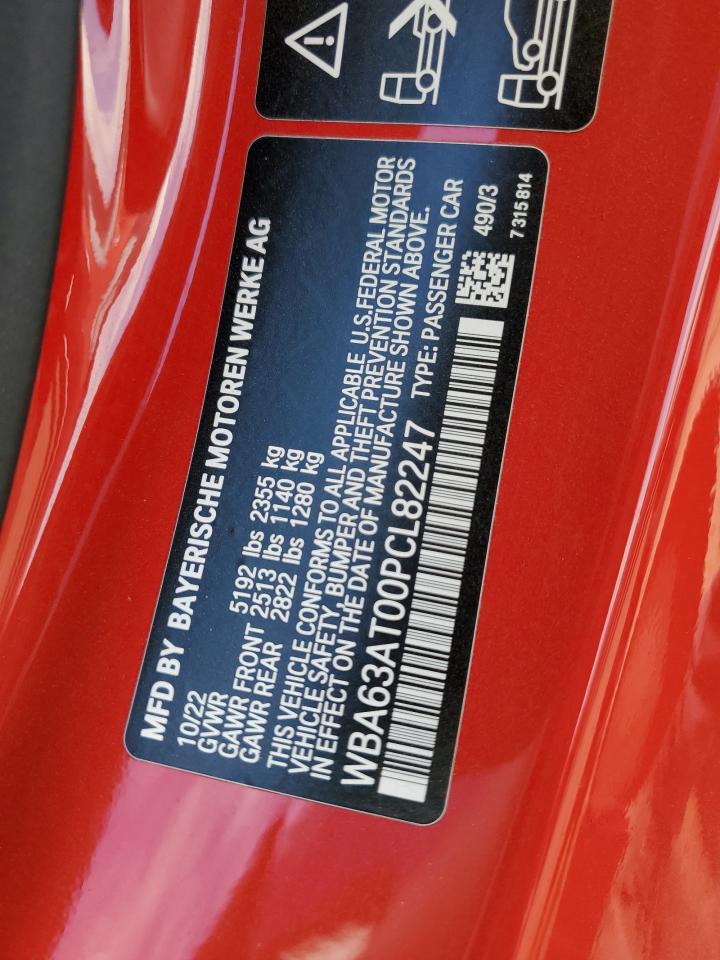 MFD BY BAYERISCHE MOTOREN WERKE AG
10/22
GVWR 5192 lbs 2355 kg
GAWR FRONT 2513 lbs 1140 kg
GAWR REAR 2822 lbs 1280 kg
THIS VEHICLE CONFORMS TO ALL APPLICABLE U.S.FEDERAL MOTOR
VEHICLE SAFETY, BUMPER AND THEFT PREVENTION STANDARDS
IN EFFECT ON THE DATE OF MANUFACTURE SHOWN ABOVE.
WBA63AT00PCL82247 TYPE: PASSENGER CAR
490/3
7 315 814